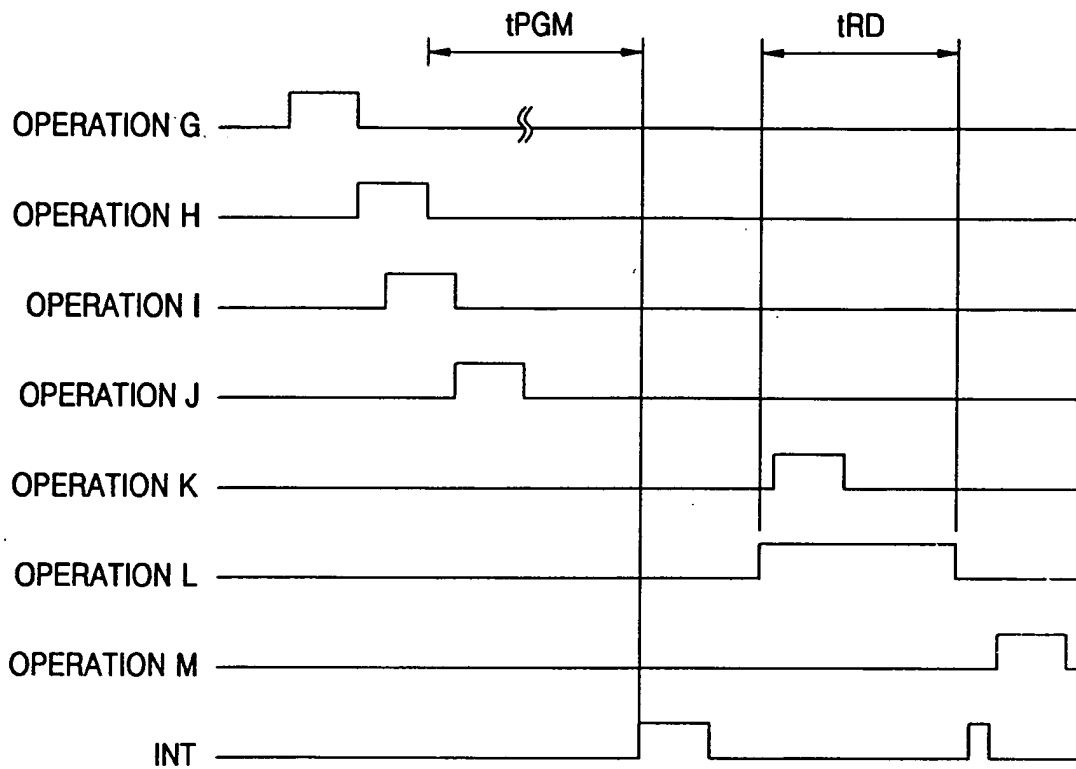 tPGM
tRD
OPERATION G
OPERATION H
OPERATION I
OPERATION J
OPERATION K
OPERATION L
OPERATION M
INT